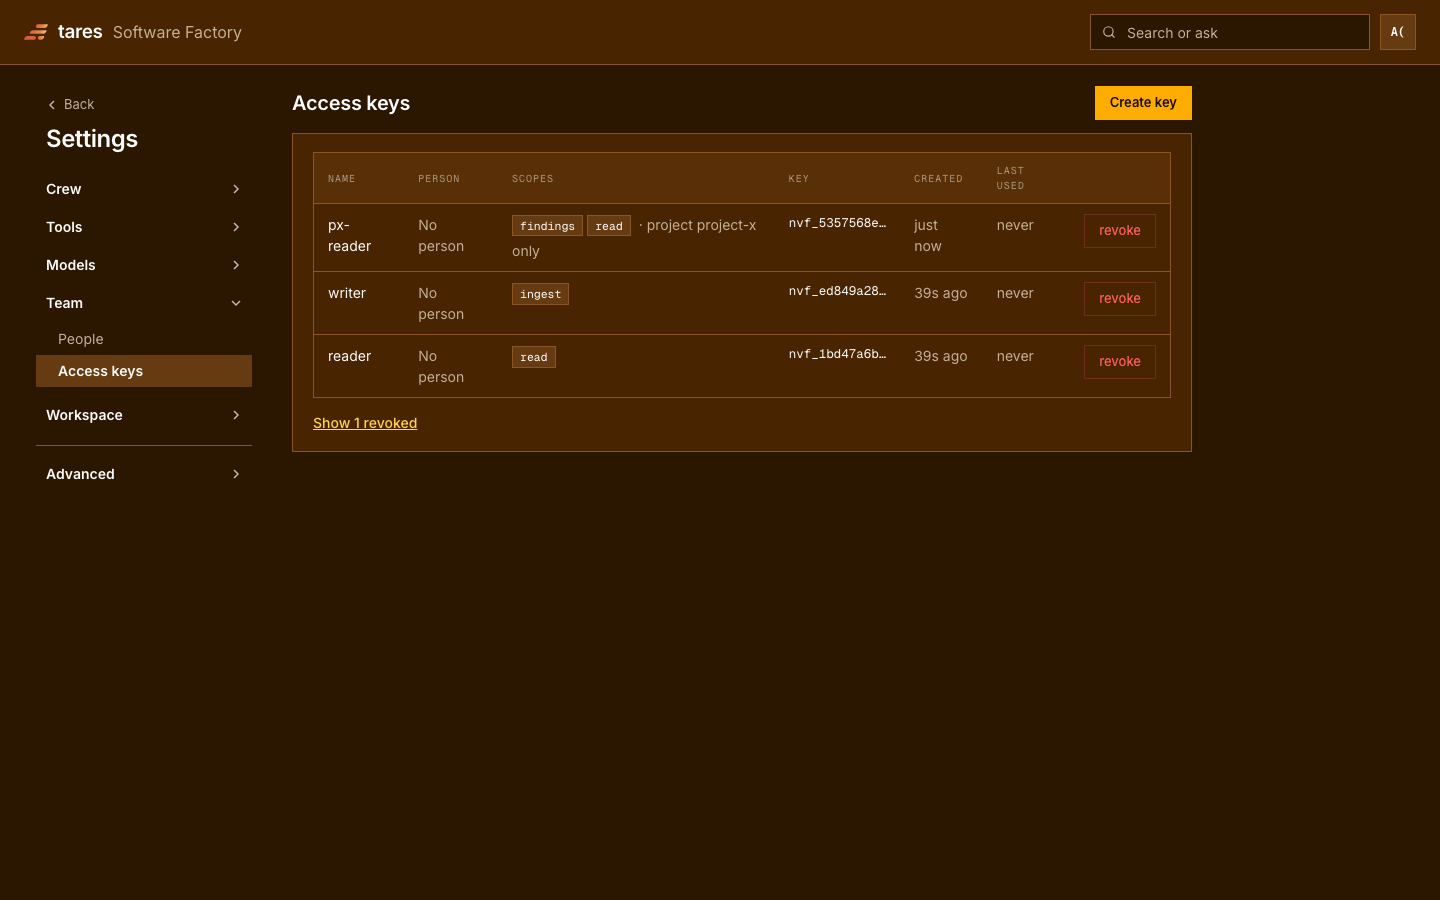 tares Software Factory
Search or ask
A(
Back
Settings
Crew
Tools
Models
Team
People
Access keys
Workspace
Advanced
Access keys
Create key
NAME PERSON SCOPES KEY CREATED LAST USED
px-reader No person findings read · project project-x only nvf_5357568e… just now never revoke
writer No person ingest nvf_ed849a28… 39s ago never revoke
reader No person read nvf_1bd47a6b… 39s ago never revoke
Show 1 revoked